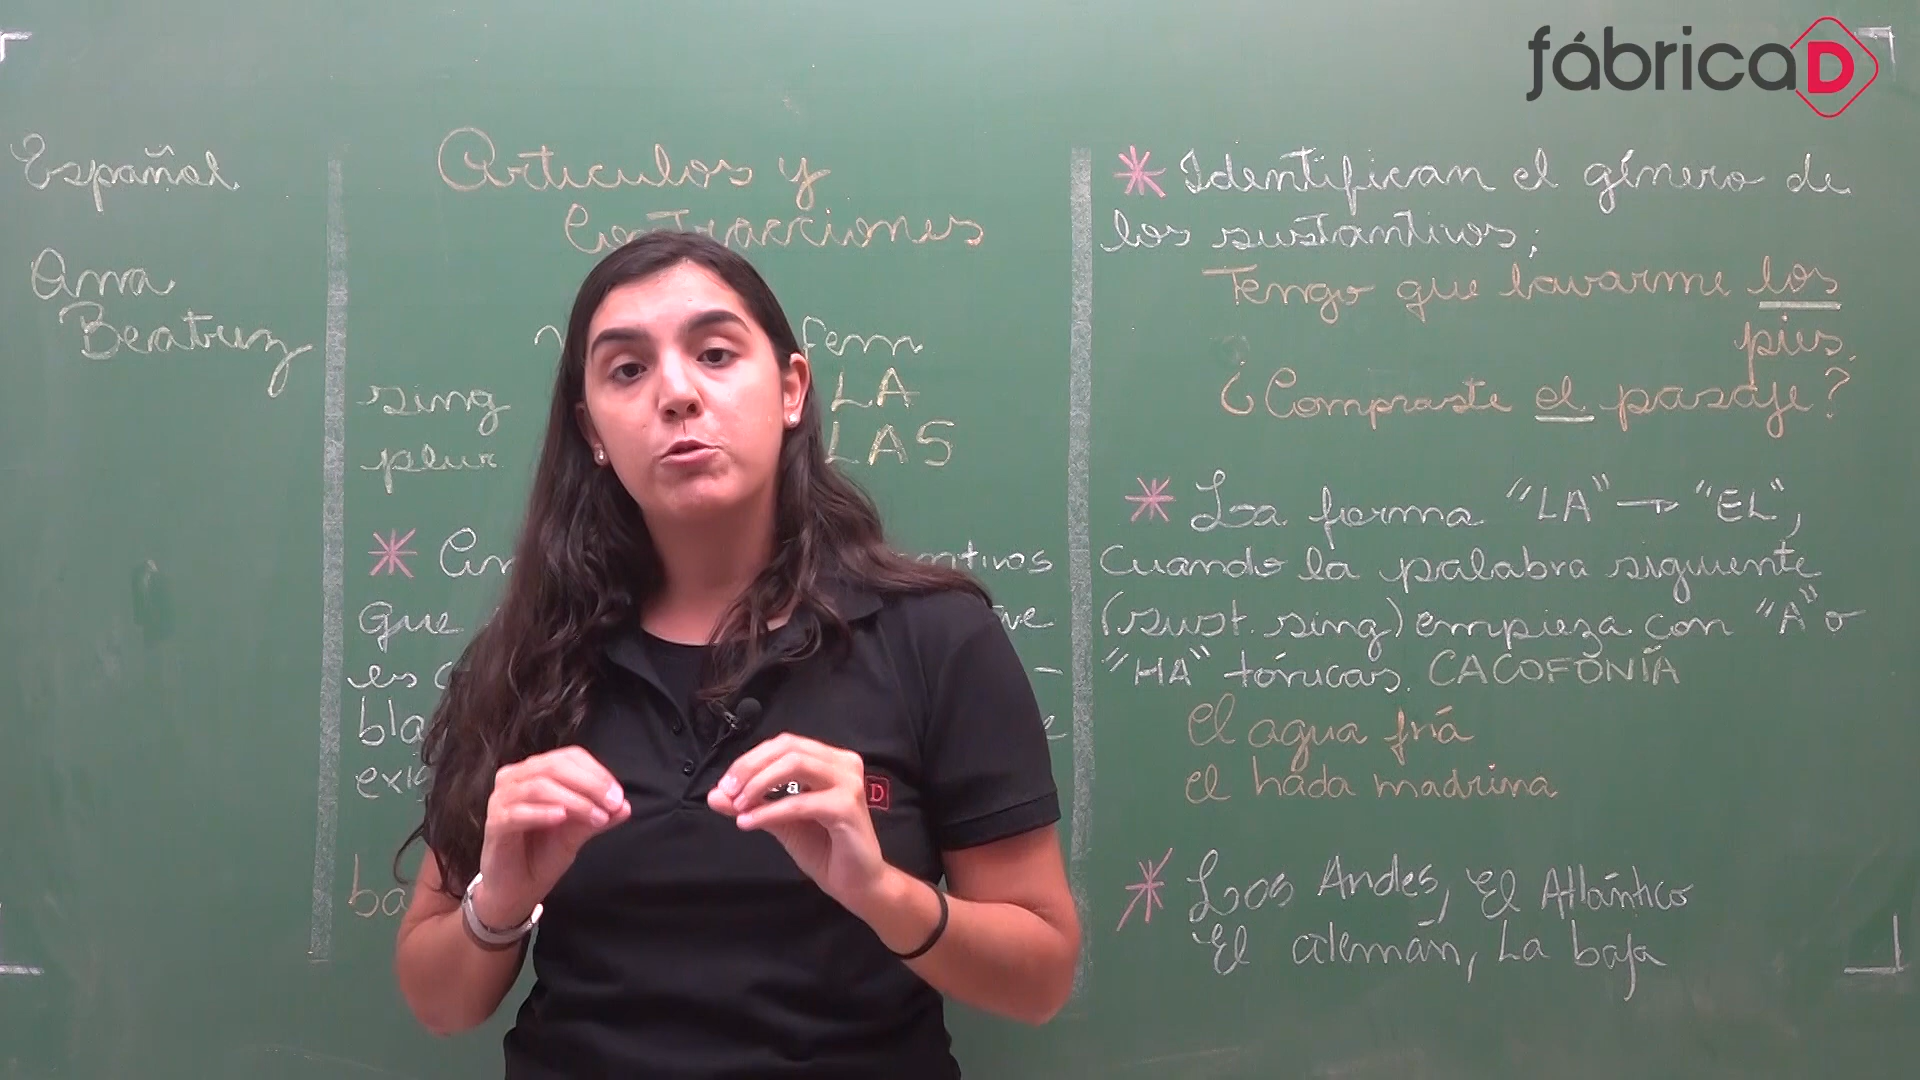 fábricaD
Español
Ana
Beatriz
Artículos y
Contracciones
fem
sing LA
plur. LAS
que
es
bla
exig
ba
* Identifican el género de
los sustantivos;
Tengo que lavarme los
pies.
¿Compraste el pasaje?
* La forma "LA" → "EL",
Cuando la palabra siguiente
(sust. sing) empieza con "A" o
"HA" tónicas. CACOFONÍA
El agua fría
el hada madrina
* Los Andes, El Atlántico
El alemán, La baja
D